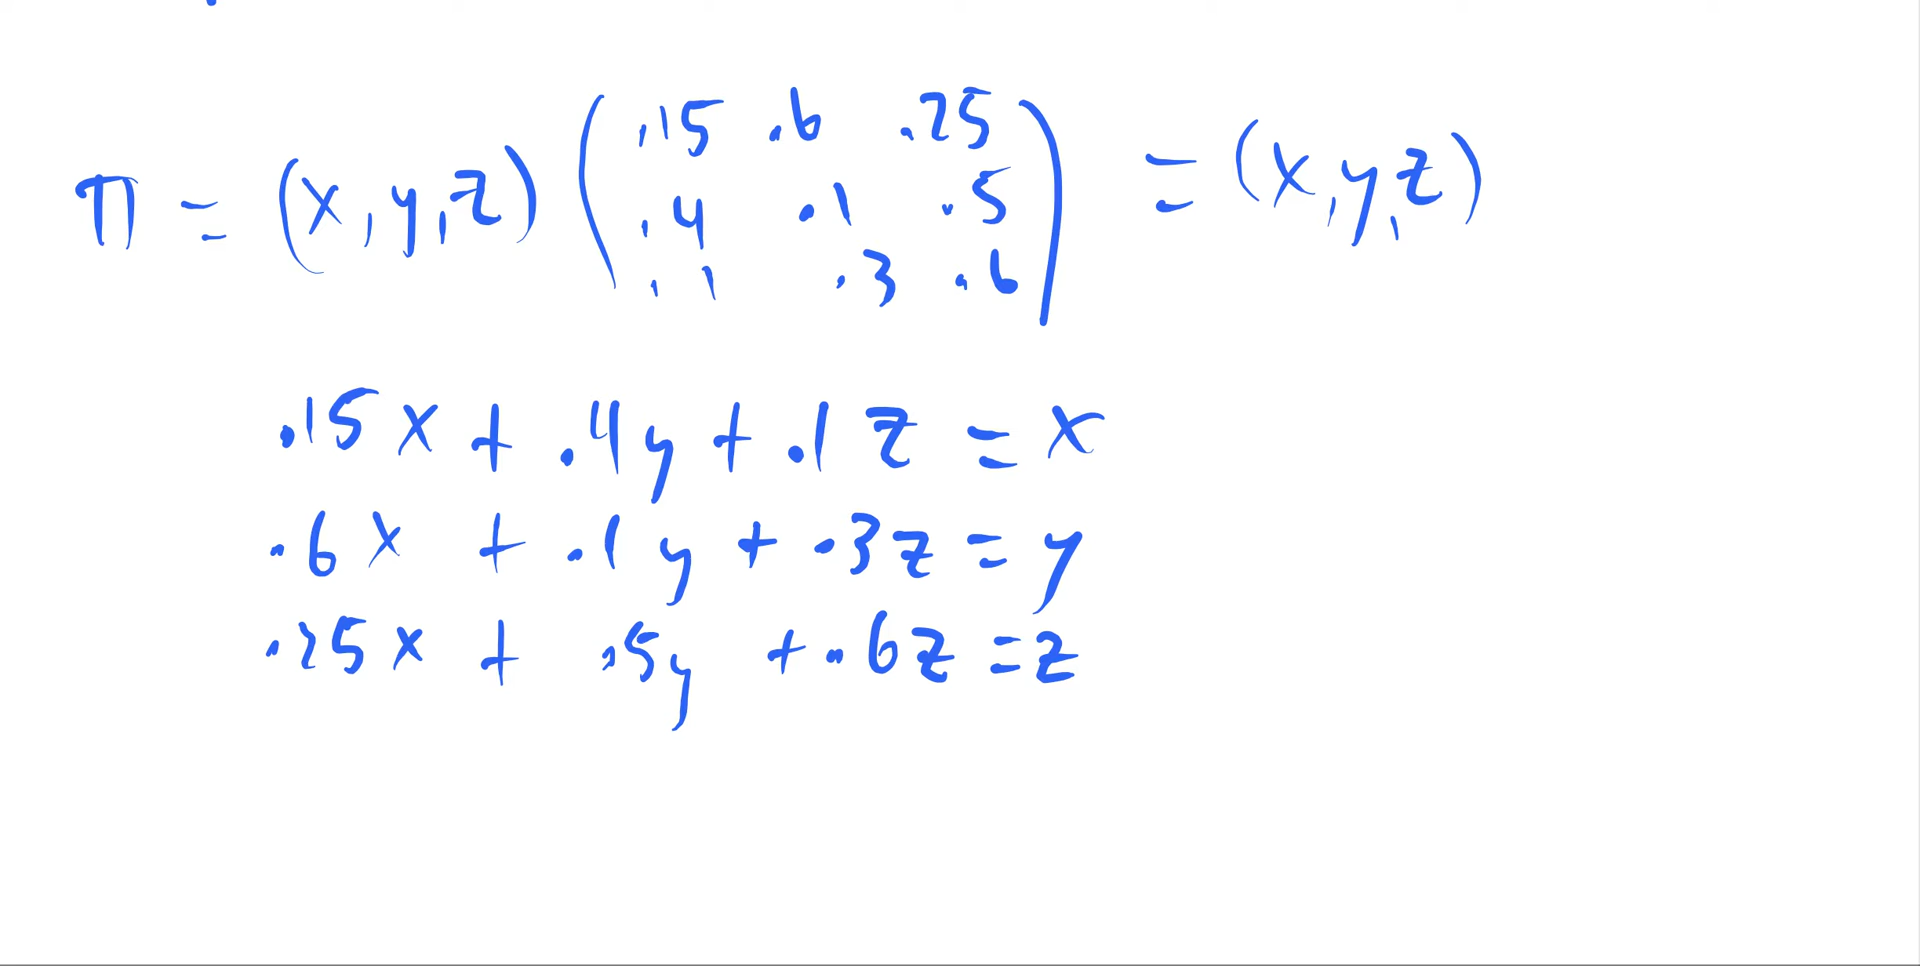 π = (x, y, z) ( .15 .6 .25 ) = (x, y, z)
.4 .1 .5
.1 .3 .6
.15x + .4y + .1z = x
.6x + .1y + .3z = y
.25x + .5y + .6z = z